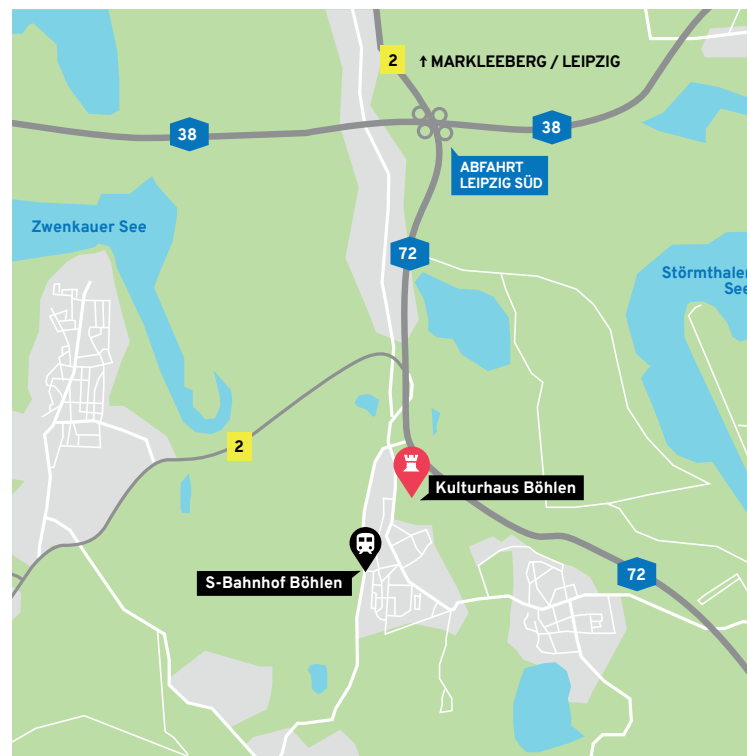 2
↑ MARKLEEBERG / LEIPZIG
38
38
ABFAHRT
LEIPZIG SÜD
Zwenkauer See
72
Störmthaler
See
2
Kulturhaus Böhlen
S-Bahnhof Böhlen
72